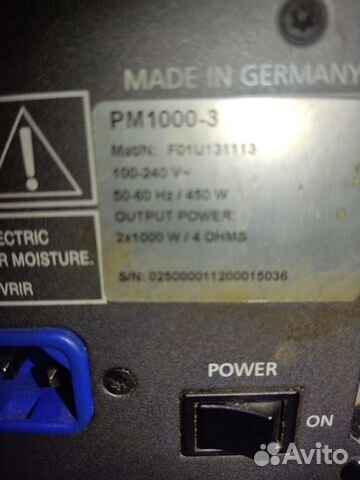 MADE IN GERMANY
PM1000-3
Mat/N: F01U131113
100-240 V~
50-60 Hz / 450 W
OUTPUT POWER:
2x1000 W / 4 OHMS
ECTRIC
R MOISTURE.
VRIR
S/N: 025000011200015036
POWER
ON
Avito